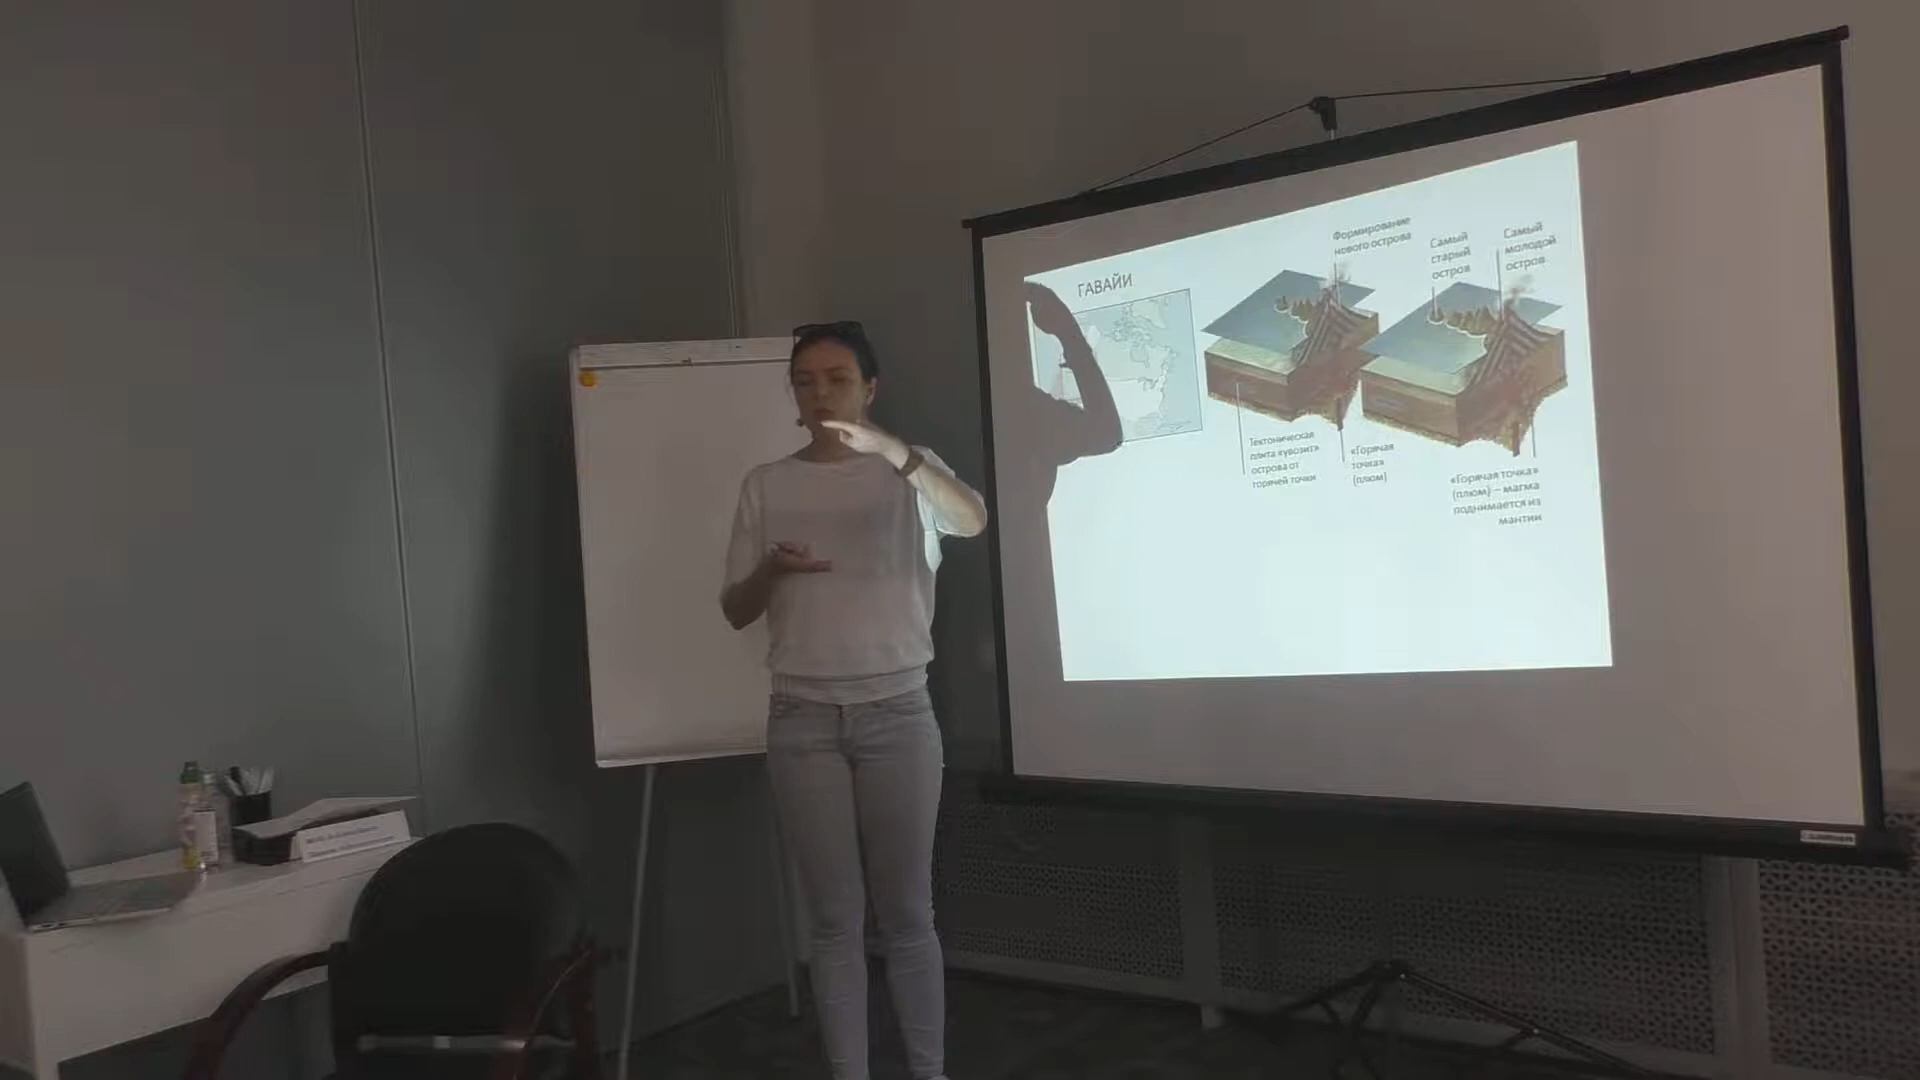 ГАВАЙИ
Формирование
нового острова
Самый
старый
остров
Самый
молодой
остров
Тектоническая
плита «увозит»
острова от
горячей точки
«Горячая
точка»
(плюм)
«Горячая точка»
(плюм) – магма
поднимается из
мантии